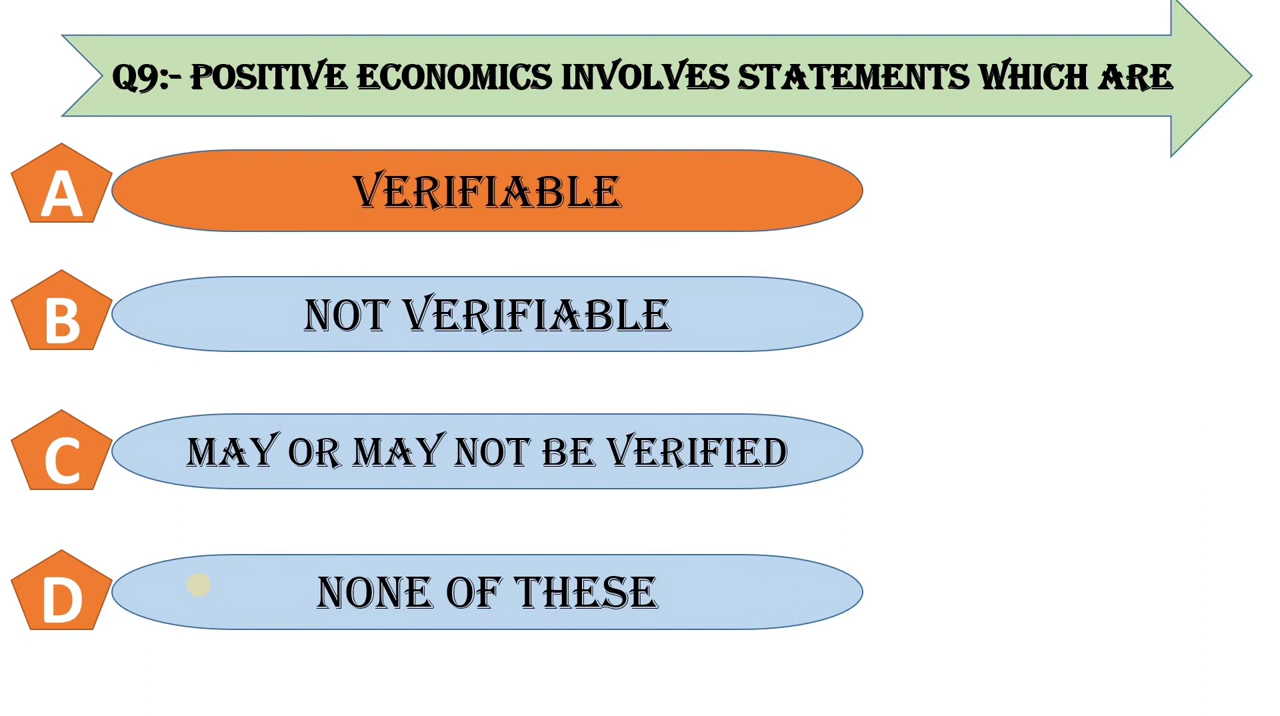 Q9:- POSITIVE ECONOMICS INVOLVES STATEMENTS WHICH ARE
A VERIFIABLE
B NOT VERIFIABLE
C MAY OR MAY NOT BE VERIFIED
D NONE OF THESE